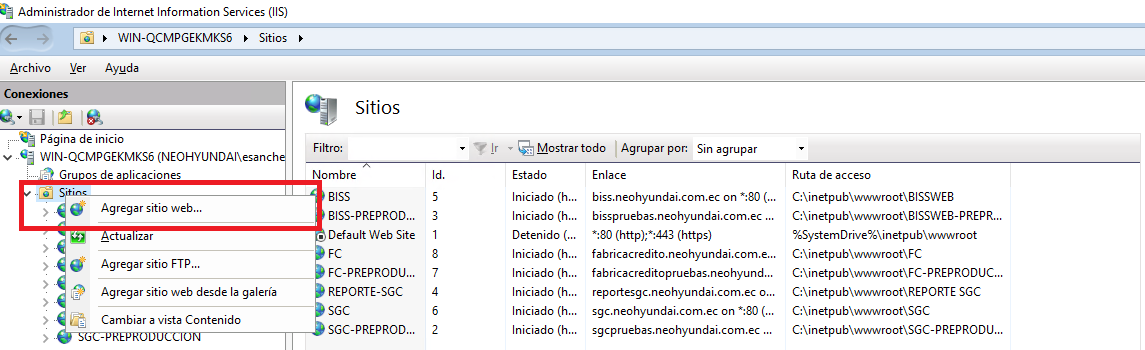 Administrador de Internet Information Services (IIS)
WIN-QCMPGEKMKS6 Sitios
Archivo Ver Ayuda
Conexiones
Página de inicio
WIN-QCMPGEKMKS6 (NEOHYUNDAI\esanche
Grupos de aplicaciones
Sitios
Agregar sitio web...
Actualizar
Agregar sitio FTP...
Agregar sitio web desde la galería
Cambiar a vista Contenido
SGC-PREPRODUCCION
Sitios
Filtro: Ir Mostrar todo Agrupar por: Sin agrupar
Nombre Id. Estado Enlace Ruta de acceso
BISS 5 Iniciado (h... biss.neohyundai.com.ec on *:80 (... C:\inetpub\wwwroot\BISSWEB
BISS-PREPROD... 3 Iniciado (h... bisspruebas.neohyundai.com.ec ... C:\inetpub\wwwroot\BISSWEB-PREPR...
Default Web Site 1 Detenido (... *:80 (http);*:443 (https) %SystemDrive%\inetpub\wwwroot
FC 8 Iniciado (h... fabricacredito.neohyundai.com.ec ... C:\inetpub\wwwroot\FC
FC-PREPRODU... 7 Iniciado (h... fabricacreditopruebas.neohyund... C:\inetpub\wwwroot\FC-PREPRODUC...
REPORTE-SGC 4 Iniciado (h... reportesgc.neohyundai.com.ec o... C:\inetpub\wwwroot\REPORTE SGC
SGC 6 Iniciado (h... sgc.neohyundai.com.ec on *:80 (... C:\inetpub\wwwroot\SGC
SGC-PREPROD... 2 Iniciado (h... sgcpruebas.neohyundai.com.ec ... C:\inetpub\wwwroot\SGC-PREPRODU...